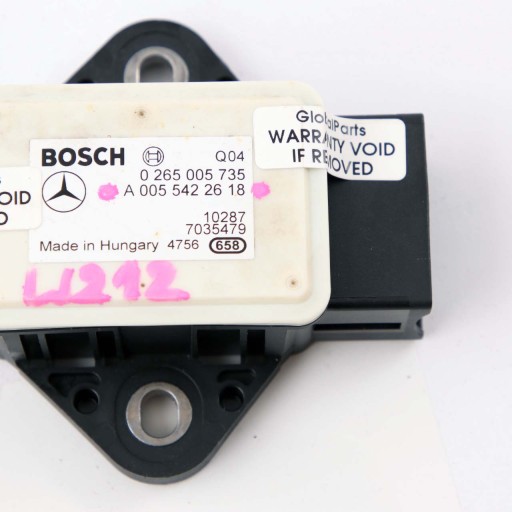 GlobalParts
WARRANTY VOID
IF REMOVED
BOSCH Q04
0 265 005 735
A 005 542 26 18
10287
7035479
Made in Hungary 4756 658
VOID
W212